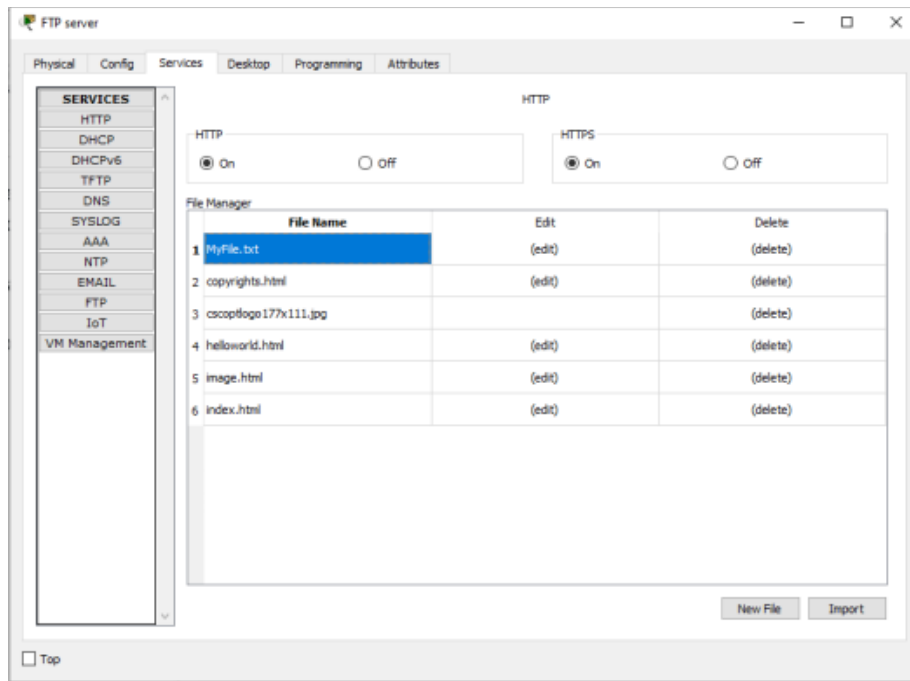 FTP server
Physical Config Services Desktop Programming Attributes
SERVICES
HTTP
DHCP
DHCPv6
TFTP
DNS
SYSLOG
AAA
NTP
EMAIL
FTP
IoT
VM Management
HTTP
HTTP HTTPS
On Off On Off
File Manager
File Name Edit Delete
1 MyFile.txt (edit) (delete)
2 copyrights.html (edit) (delete)
3 cscoptlogo177x111.jpg (delete)
4 helloworld.html (edit) (delete)
5 image.html (edit) (delete)
6 index.html (edit) (delete)
New File Import
Top